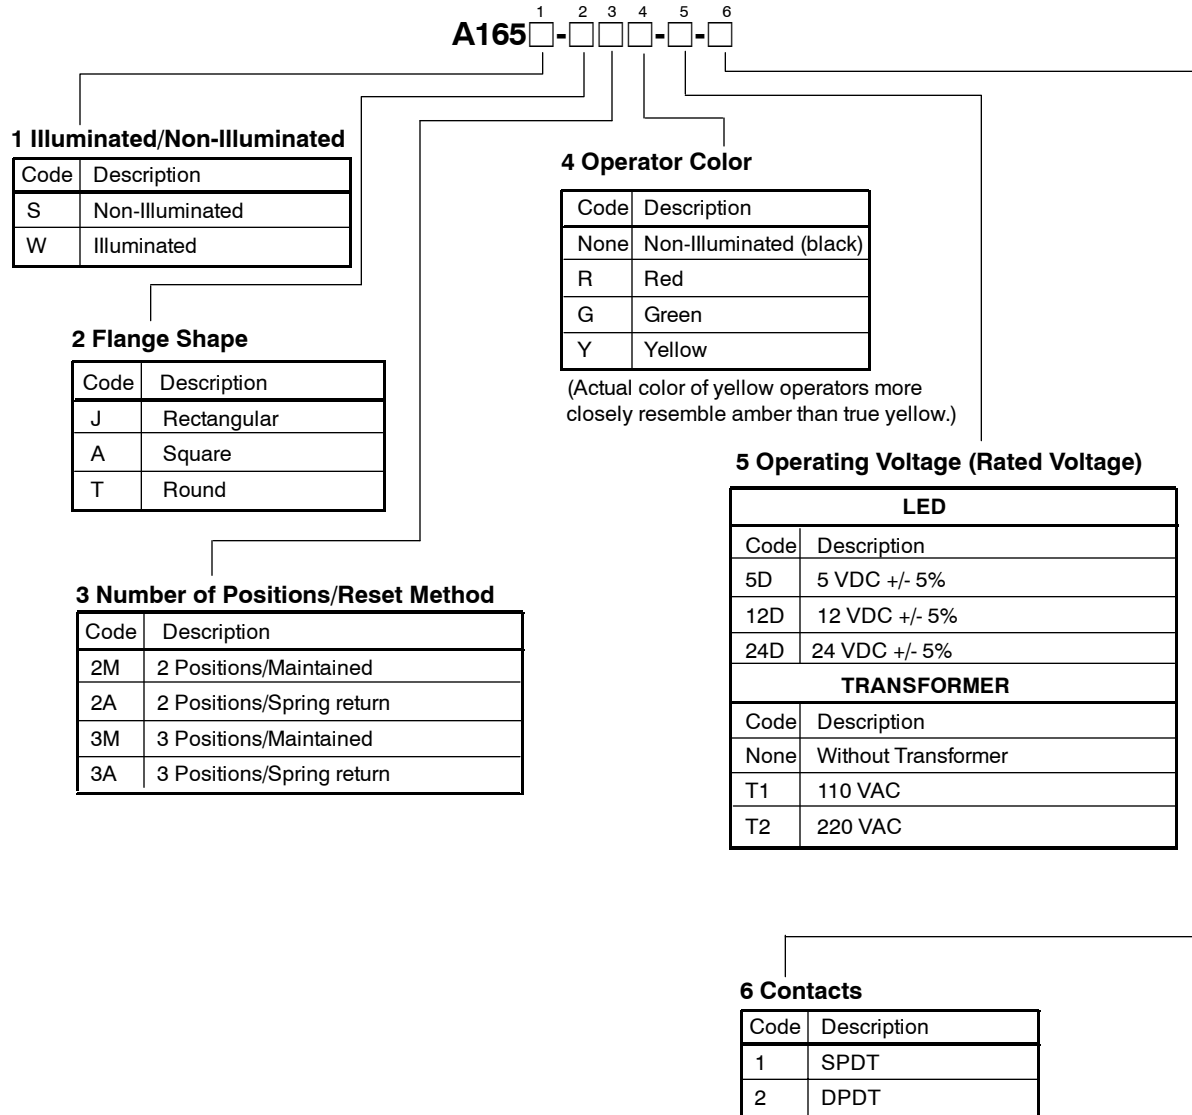 1 2 3 4 5 6
A165□-□□□-□-□
1 Illuminated/Non-Illuminated
Code Description
S Non-Illuminated
W Illuminated
2 Flange Shape
Code Description
J Rectangular
A Square
T Round
3 Number of Positions/Reset Method
Code Description
2M 2 Positions/Maintained
2A 2 Positions/Spring return
3M 3 Positions/Maintained
3A 3 Positions/Spring return
4 Operator Color
Code Description
None Non-Illuminated (black)
R Red
G Green
Y Yellow
(Actual color of yellow operators more
closely resemble amber than true yellow.)
5 Operating Voltage (Rated Voltage)
LED
Code Description
5D 5 VDC +/- 5%
12D 12 VDC +/- 5%
24D 24 VDC +/- 5%
TRANSFORMER
Code Description
None Without Transformer
T1 110 VAC
T2 220 VAC
6 Contacts
Code Description
1 SPDT
2 DPDT